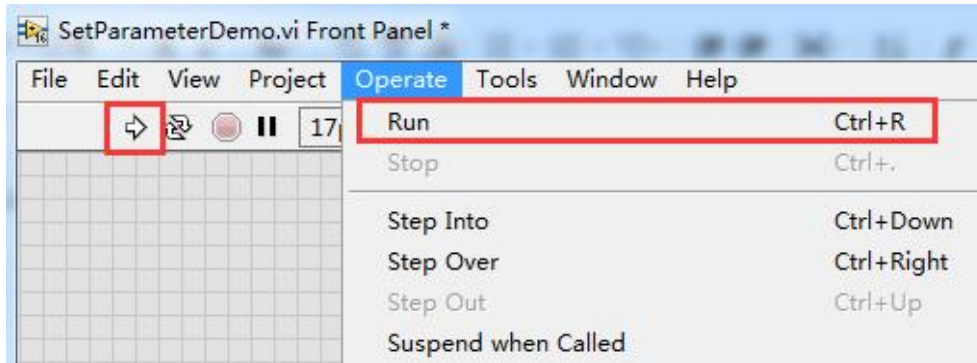 SetParameterDemo.vi Front Panel *
File Edit View Project Operate Tools Window Help
17
Run Ctrl+R
Stop Ctrl+.
Step Into Ctrl+Down
Step Over Ctrl+Right
Step Out Ctrl+Up
Suspend when Called